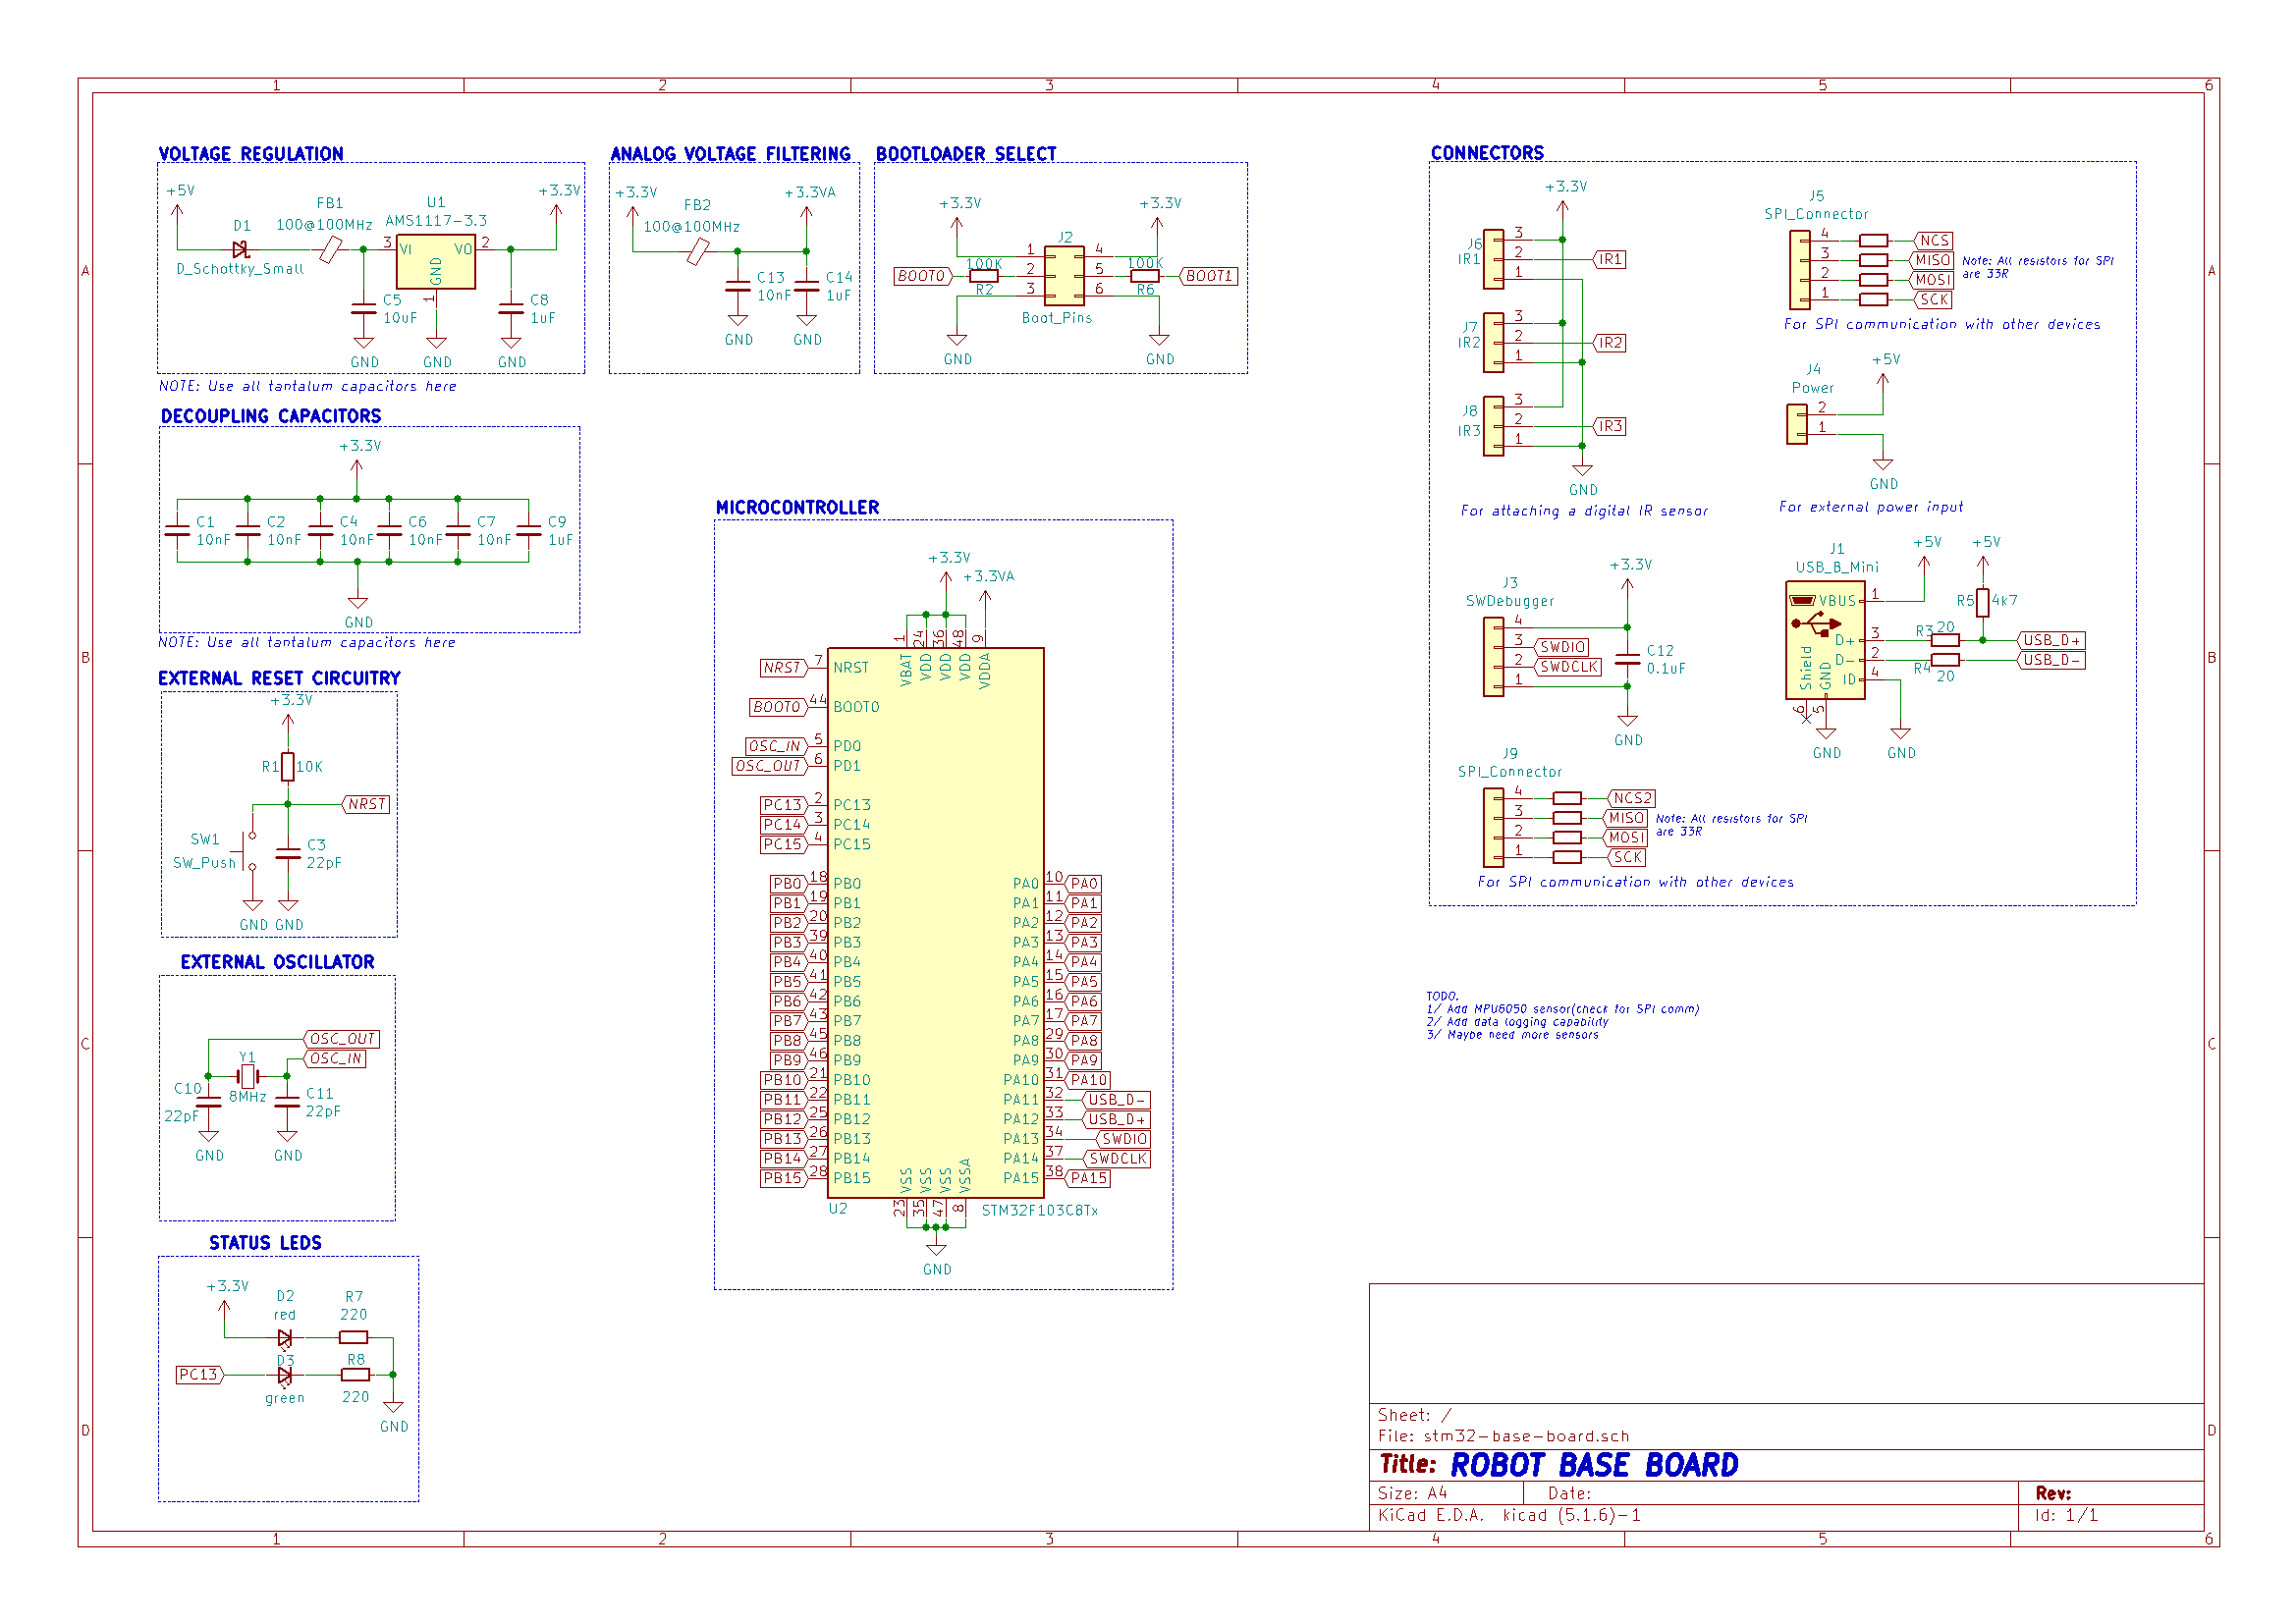 1 2 3 4 5 6
A A
B B
C C
D D
VOLTAGE REGULATION
+5V
D1
D_Schottky_Small
FB1
100@100MHz
U1
AMS1117-3.3
3 VI VO 2
GND
1
+3.3V
C5
10uF
C8
1uF
GND GND GND
NOTE: Use all tantalum capacitors here
ANALOG VOLTAGE FILTERING
+3.3V
FB2
100@100MHz
+3.3VA
C13
10nF
C14
1uF
GND GND
BOOTLOADER SELECT
+3.3V +3.3V
J2
BOOT0 100K 1 4 100K BOOT1
R2 2 5 R6
3 6
Boot_Pins
GND GND
DECOUPLING CAPACITORS
+3.3V
C1 C2 C4 C6 C7 C9
10nF 10nF 10nF 10nF 10nF 1uF
GND
NOTE: Use all tantalum capacitors here
EXTERNAL RESET CIRCUITRY
+3.3V
R1 10K
NRST
SW1
SW_Push
C3
22pF
GND GND
EXTERNAL OSCILLATOR
OSC_OUT
OSC_IN
Y1
8MHz
C10
22pF
C11
22pF
GND GND
STATUS LEDS
+3.3V
D2
red
R7
220
PC13
D3
green
R8
220
GND
MICROCONTROLLER
+3.3V
+3.3VA
1 24 36 48 9
VBAT VDD VDD VDD VDDA
NRST 7 NRST
BOOT0 44 BOOT0
OSC_IN 5 PD0
OSC_OUT 6 PD1
PC13 2 PC13
PC14 3 PC14
PC15 4 PC15
PB0 18 PB0 PA0 10 PA0
PB1 19 PB1 PA1 11 PA1
PB2 20 PB2 PA2 12 PA2
PB3 39 PB3 PA3 13 PA3
PB4 40 PB4 PA4 14 PA4
PB5 41 PB5 PA5 15 PA5
PB6 42 PB6 PA6 16 PA6
PB7 43 PB7 PA7 17 PA7
PB8 45 PB8 PA8 29 PA8
PB9 46 PB9 PA9 30 PA9
PB10 21 PB10 PA10 31 PA10
PB11 22 PB11 PA11 32 USB_D-
PB12 25 PB12 PA12 33 USB_D+
PB13 26 PB13 PA13 34 SWDIO
PB14 27 PB14 PA14 37 SWDCLK
PB15 28 PB15 PA15 38 PA15
VSS VSS VSS VSSA
23 35 47 8
U2 STM32F103C8Tx
GND
CONNECTORS
+3.3V
J6
IR1
3
2 IR1
1
J7
IR2
3
2 IR2
1
J8
IR3
3
2 IR3
1
GND
For attaching a digital IR sensor
J5
SPI_Connector
4 NCS
3 MISO
2 MOSI
1 SCK
Note: All resistors for SPI
are 33R
For SPI communication with other devices
J4
Power
+5V
2
1
GND
For external power input
J3
SWDebugger
+3.3V
4
3 SWDIO
2 SWDCLK
1
C12
0.1uF
GND
J1
USB_B_Mini
+5V +5V
VBUS 1
R5 4k7
D+ 3 R3 20 USB_D+
D- 2 R4 20 USB_D-
ID 4
Shield GND
6 5
GND GND
J9
SPI_Connector
4 NCS2
3 MISO
2 MOSI
1 SCK
Note: All resistors for SPI
are 33R
For SPI communication with other devices
TODO.
1/ Add MPU6050 sensor(check for SPI comm)
2/ Add data logging capability
3/ Maybe need more sensors
Sheet: /
File: stm32-base-board.sch
Title: ROBOT BASE BOARD
Size: A4 Date: Rev:
KiCad E.D.A. kicad (5.1.6)-1 Id: 1/1
1 2 3 4 5 6